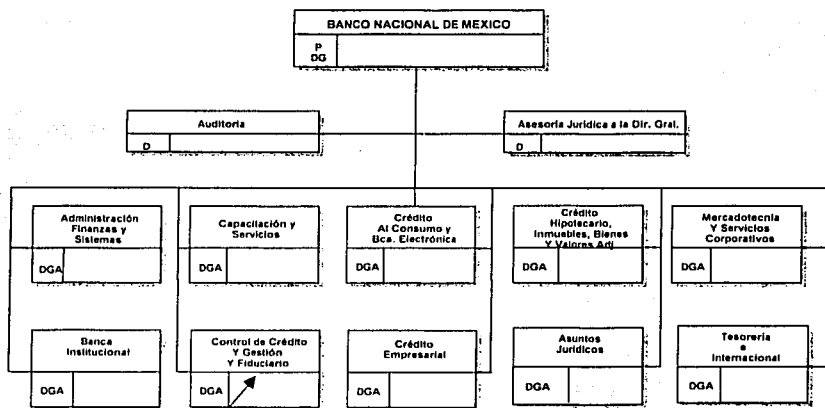 BANCO NACIONAL DE MEXICO
P
DG
Auditoria
D
Asesoria Juridica a la Dir. Gral.
D
Administración
Finanzas y
Sistemas
DGA
Capacitación y
Servicios
DGA
Crédito
Al Consumo y
Bca. Electrónica
DGA
Crédito
Hipotecario,
Inmuebles, Bienes
Y Valores Adj
DGA
Mercadotecnia
Y Servicios
Corporativos
DGA
Banca
Institucional
DGA
Control de Crédito
Y Gestión
Y Fiduciario
DGA
Crédito
Empresarial
DGA
Asuntos
Jurídicos
DGA
Tesorería
e
Internacional
DGA